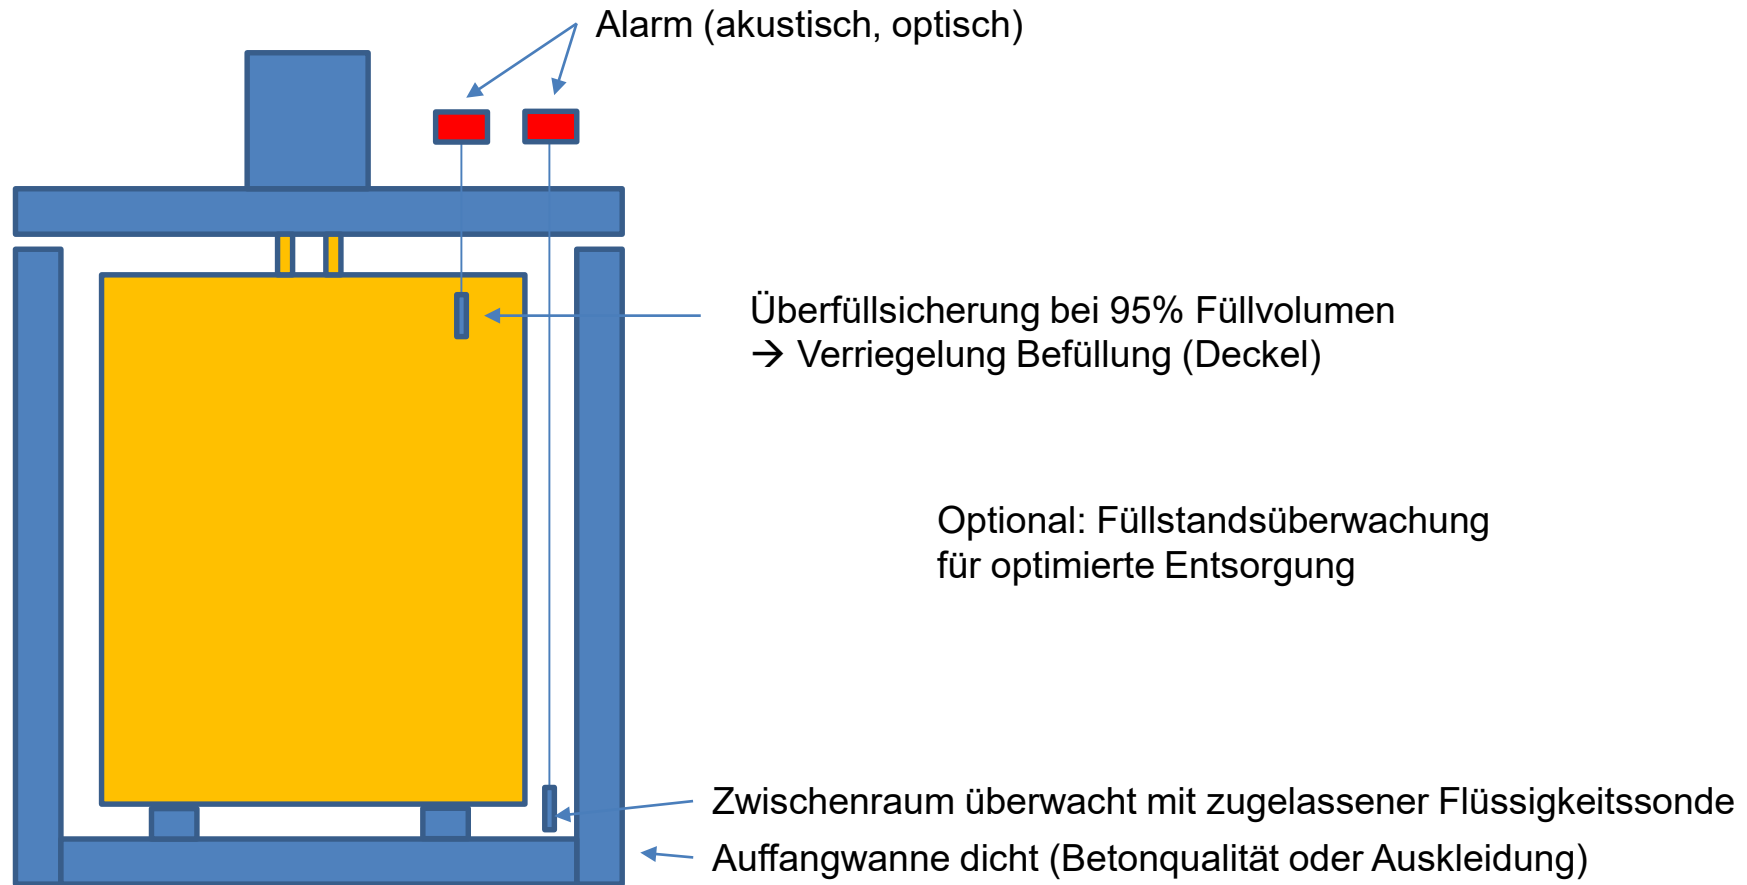 Alarm (akustisch, optisch)
Überfüllsicherung bei 95% Füllvolumen
→ Verriegelung Befüllung (Deckel)
Optional: Füllstandsüberwachung
für optimierte Entsorgung
Zwischenraum überwacht mit zugelassener Flüssigkeitssonde
Auffangwanne dicht (Betonqualität oder Auskleidung)